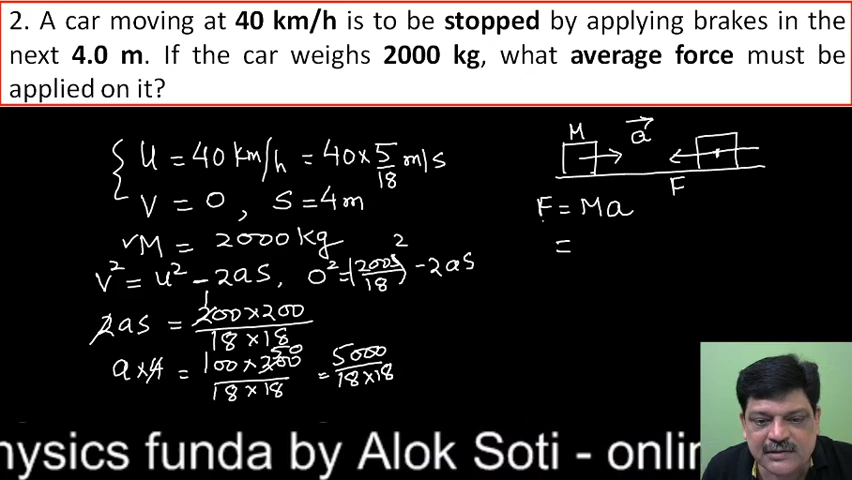 2. A car moving at 40 km/h is to be stopped by applying brakes in the
next 4.0 m. If the car weighs 2000 kg, what average force must be
applied on it?
U = 40 km/h = 40 × 5/18 m/s
V = 0, S = 4 m
M = 2000 kg
V² = U² - 2as, 0² = (200/18)² - 2as
2as = 200 × 200 / 18 × 18
a × 4 = 100 × 200 50 / 18 × 18 = 5000 / 18 × 18
M a
F
F = Ma
=
hysics funda by Alok Soti - onlin